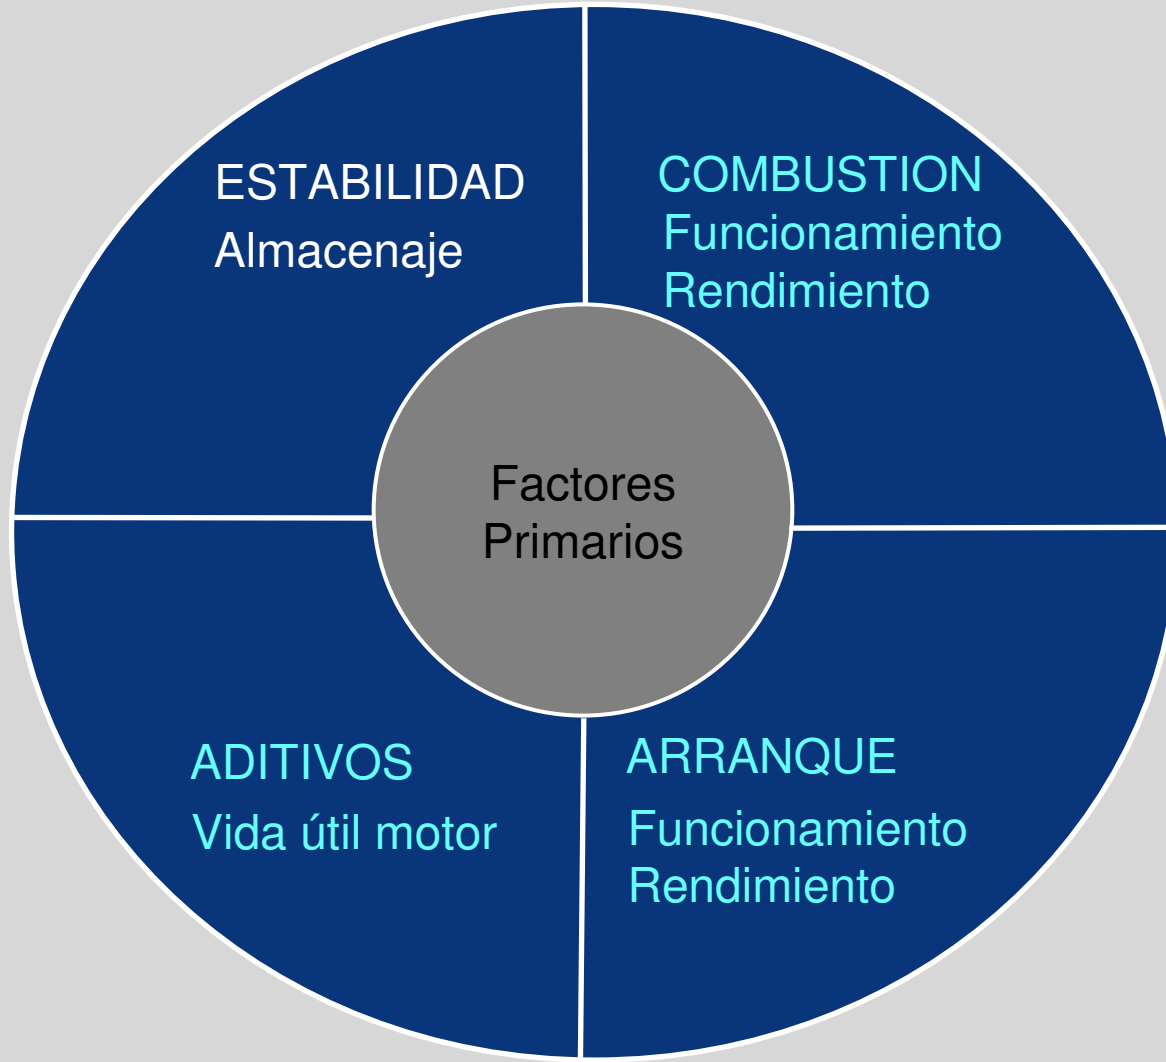 ESTABILIDAD
Almacenaje
COMBUSTION
Funcionamiento
Rendimiento
Factores
Primarios
ADITIVOS
Vida útil motor
ARRANQUE
Funcionamiento
Rendimiento